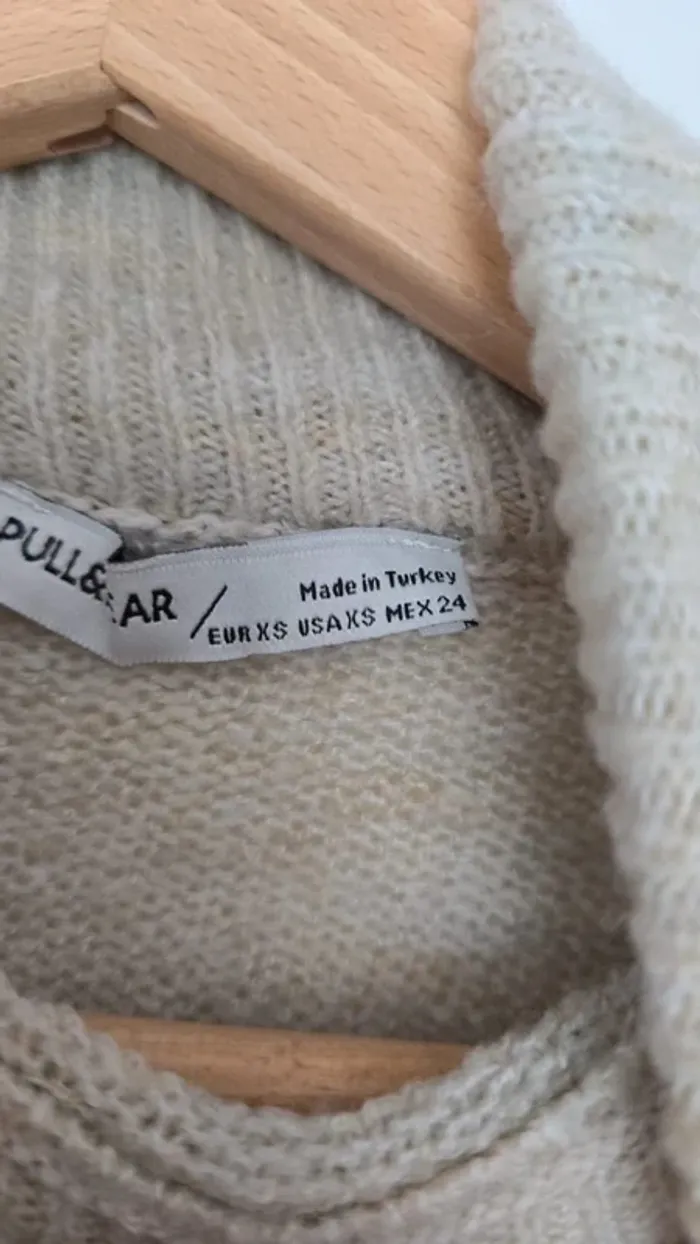 PULL&
AR /
Made in Turkey
EUR XS USA XS MEX 24